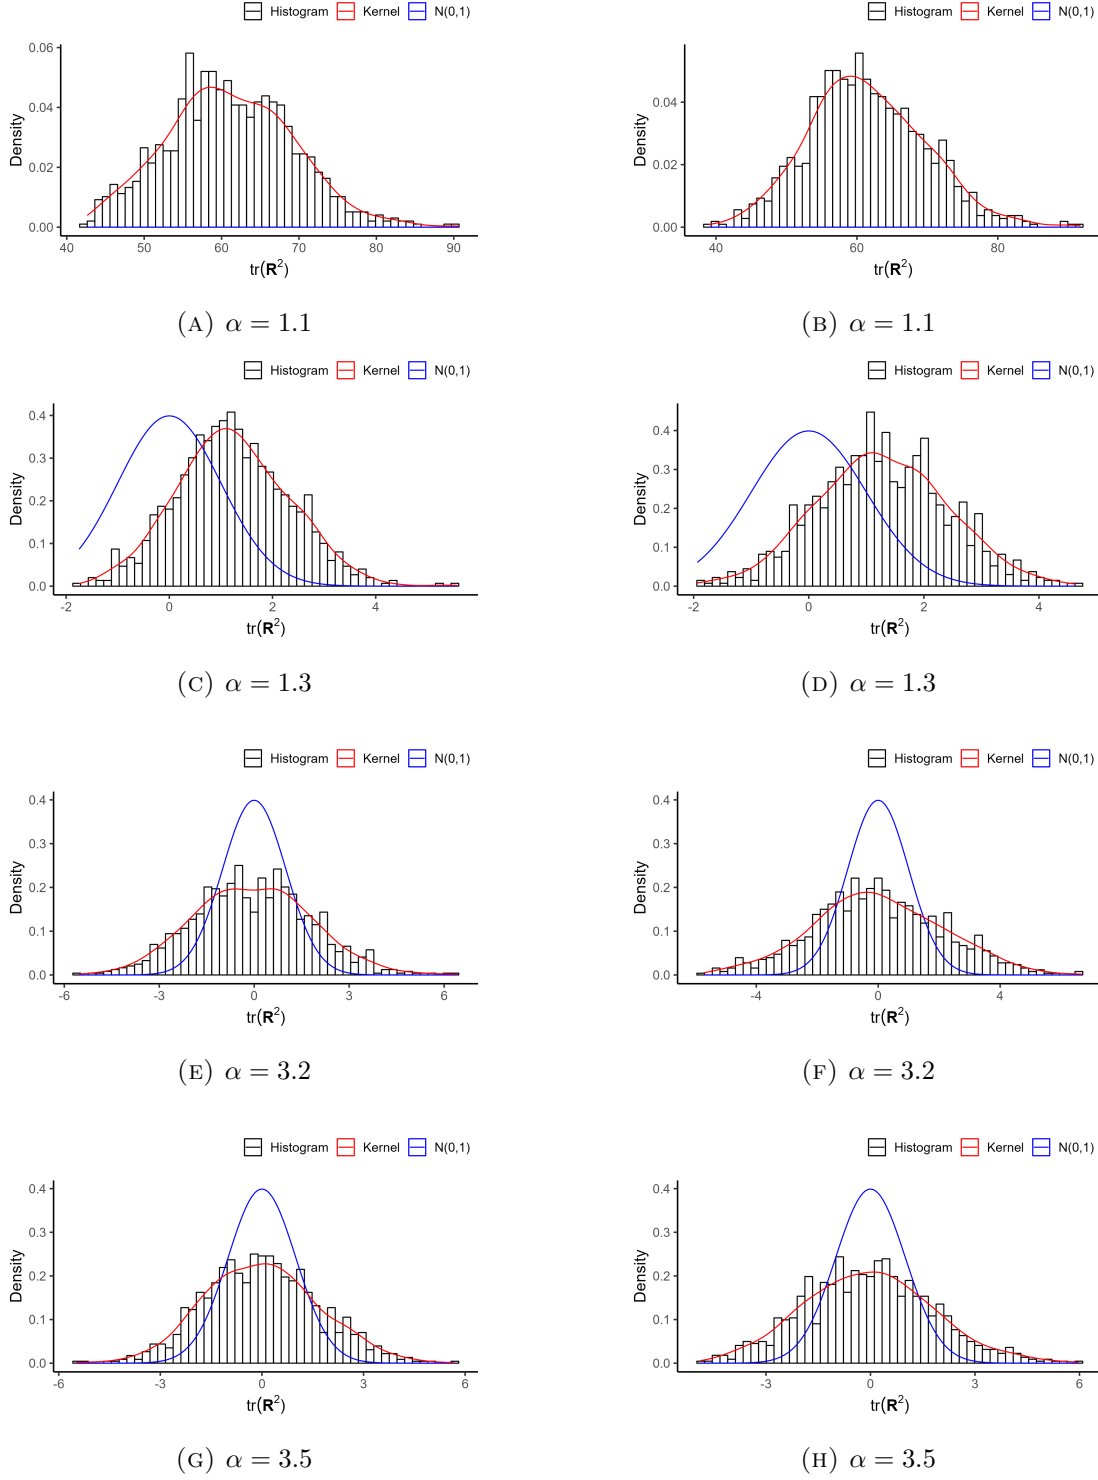 Histogram Kernel N(0,1)
Histogram Kernel N(0,1)
0.06
0.04
0.02
0.00
Density
40 50 60 70 80 90
tr(R²)
0.04
0.02
0.00
Density
40 60 80
tr(R²)
(A) α = 1.1
(B) α = 1.1
Histogram Kernel N(0,1)
Histogram Kernel N(0,1)
0.4
0.3
0.2
0.1
0.0
Density
-2 0 2 4
tr(R²)
0.4
0.3
0.2
0.1
0.0
Density
-2 0 2 4
tr(R²)
(C) α = 1.3
(D) α = 1.3
Histogram Kernel N(0,1)
Histogram Kernel N(0,1)
0.4
0.3
0.2
0.1
0.0
Density
-6 -3 0 3 6
tr(R²)
0.4
0.3
0.2
0.1
0.0
Density
-4 0 4
tr(R²)
(E) α = 3.2
(F) α = 3.2
Histogram Kernel N(0,1)
Histogram Kernel N(0,1)
0.4
0.3
0.2
0.1
0.0
Density
-6 -3 0 3 6
tr(R²)
0.4
0.3
0.2
0.1
0.0
Density
-3 0 3 6
tr(R²)
(G) α = 3.5
(H) α = 3.5